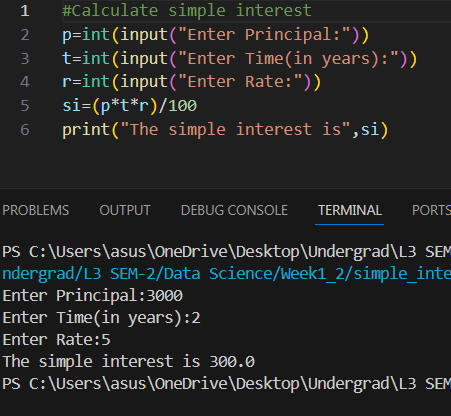 1 #Calculate simple interest
2 p=int(input("Enter Principal:"))
3 t=int(input("Enter Time(in years):"))
4 r=int(input("Enter Rate:"))
5 si=(p*t*r)/100
6 print("The simple interest is",si)
PROBLEMS OUTPUT DEBUG CONSOLE TERMINAL PORTS
PS C:\Users\asus\OneDrive\Desktop\Undergrad\L3 SEM
ndergrad/L3 SEM-2/Data Science/Week1_2/simple_inte
Enter Principal:3000
Enter Time(in years):2
Enter Rate:5
The simple interest is 300.0
PS C:\Users\asus\OneDrive\Desktop\Undergrad\L3 SEM